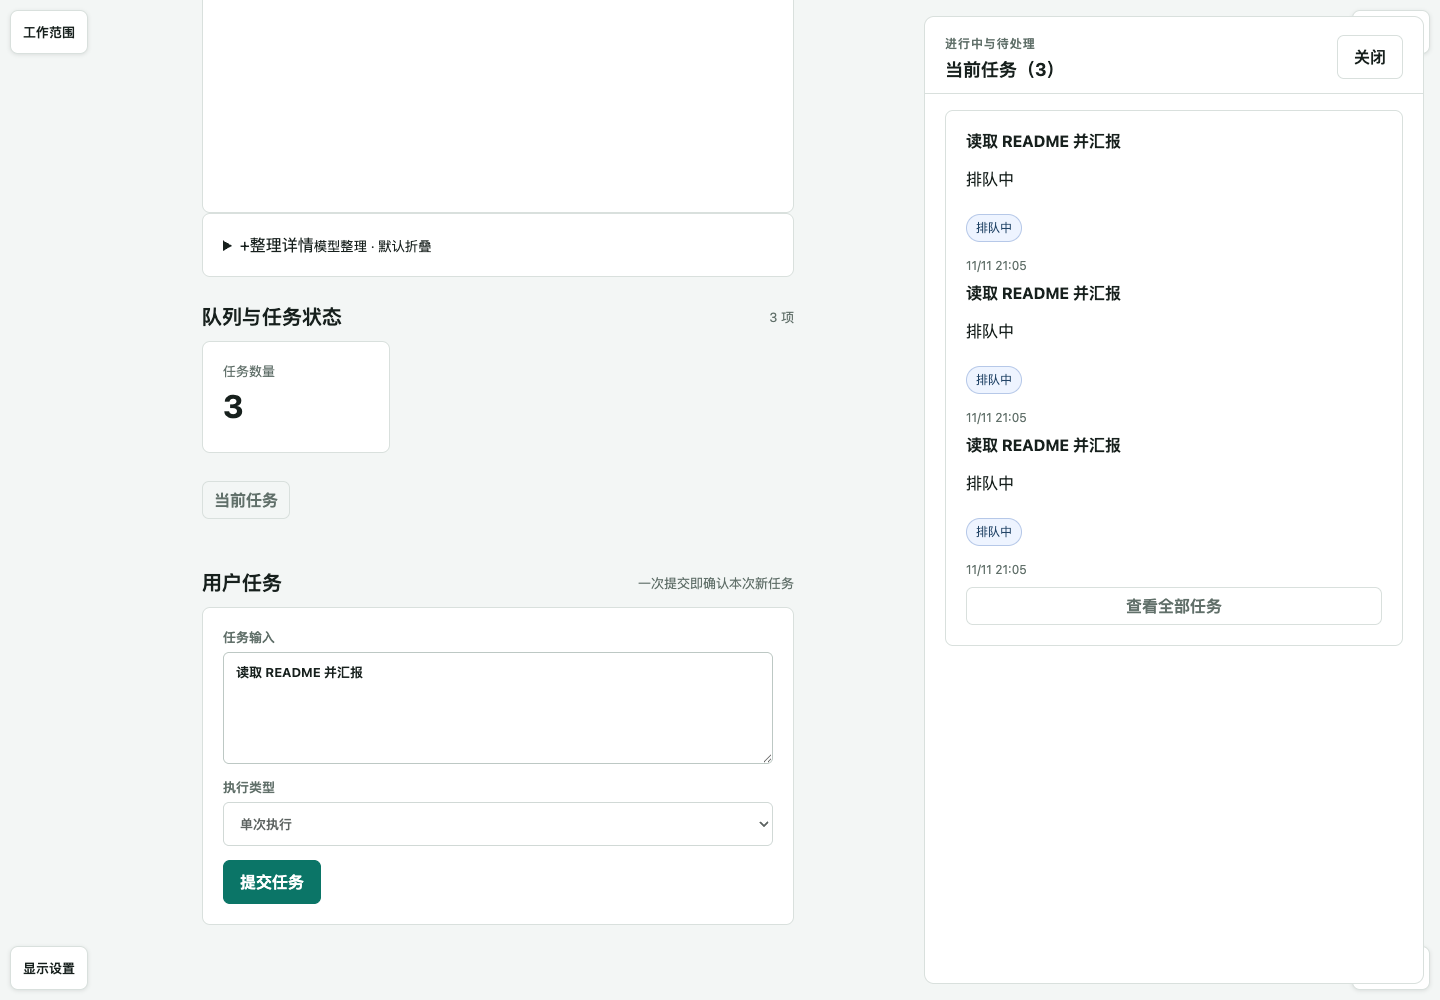 工作范围
+整理详情模型整理 · 默认折叠
队列与任务状态
3 项
任务数量
3
当前任务
用户任务
一次提交即确认本次新任务
任务输入
读取 README 并汇报
执行类型
单次执行
提交任务
显示设置
进行中与待处理
当前任务（3）
关闭
读取 README 并汇报
排队中
排队中
11/11 21:05
读取 README 并汇报
排队中
排队中
11/11 21:05
读取 README 并汇报
排队中
排队中
11/11 21:05
查看全部任务